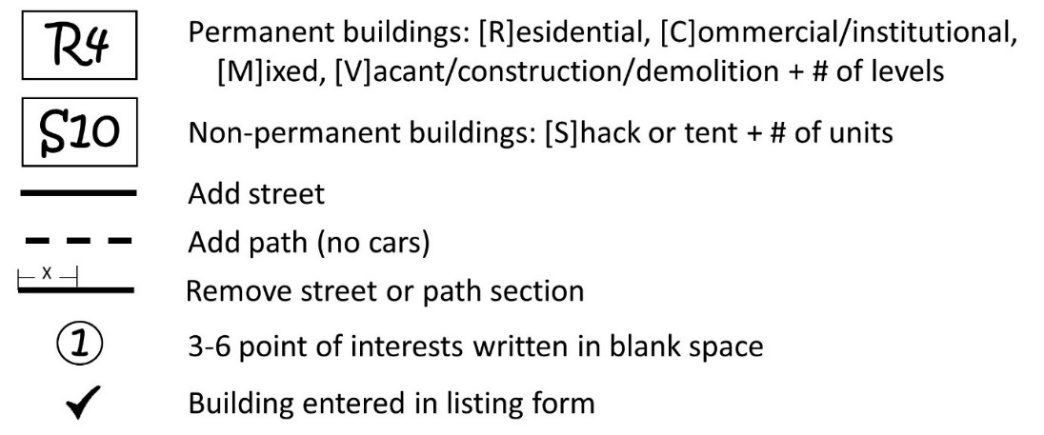 R4 Permanent buildings: [R]esidential, [C]ommercial/institutional,
[M]ixed, [V]acant/construction/demolition + # of levels
S10 Non-permanent buildings: [S]hack or tent + # of units
Add street
Add path (no cars)
x Remove street or path section
1 3-6 point of interests written in blank space
Building entered in listing form